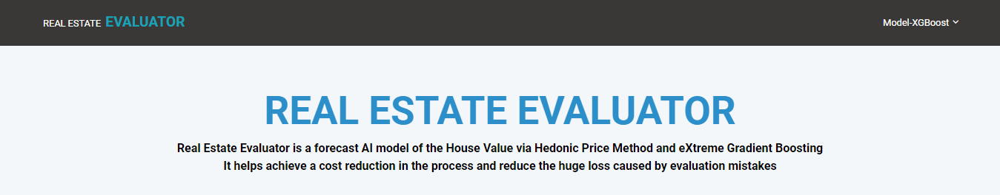 REAL ESTATE EVALUATOR
Model-XGBoost
REAL ESTATE EVALUATOR
Real Estate Evaluator is a forecast AI model of the House Value via Hedonic Price Method and eXtreme Gradient Boosting
It helps achieve a cost reduction in the process and reduce the huge loss caused by evaluation mistakes